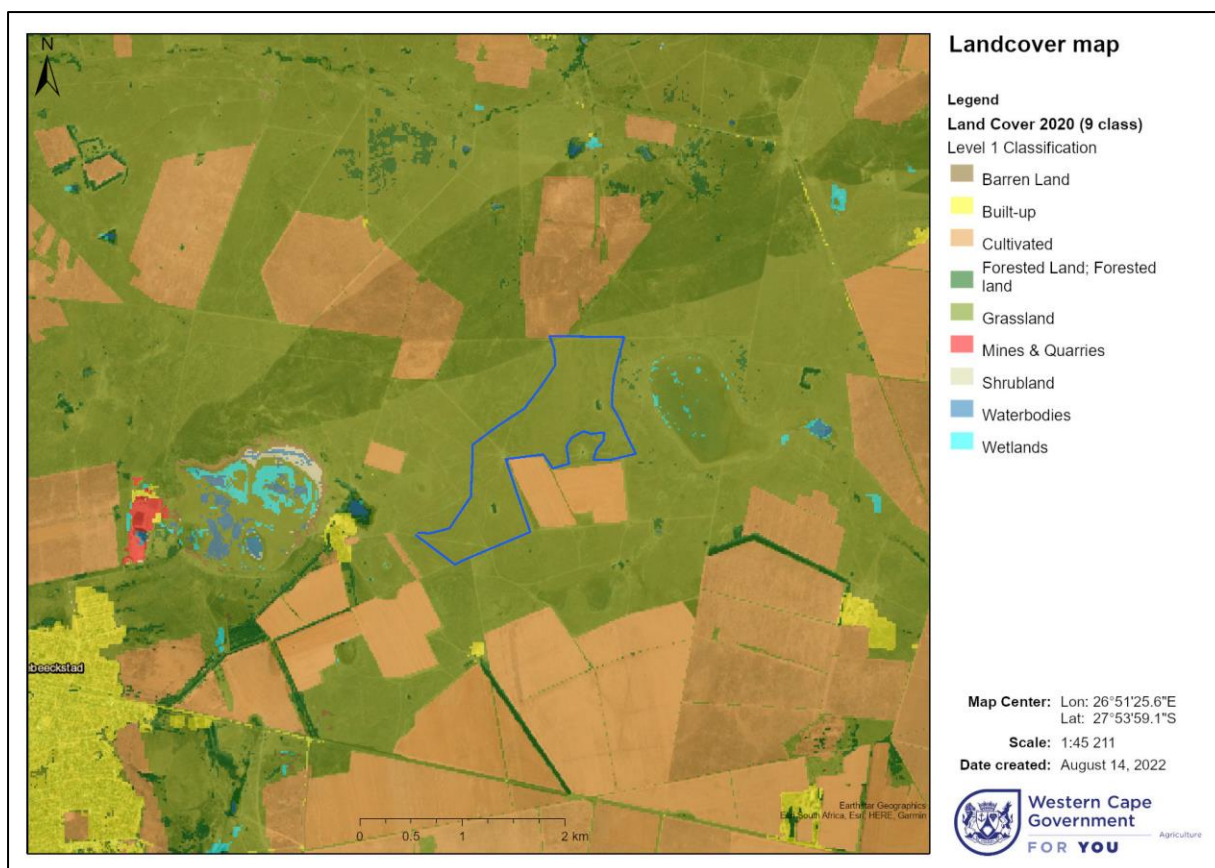 N
Landcover map
Legend
Land Cover 2020 (9 class)
Level 1 Classification
Barren Land
Built-up
Cultivated
Forested Land; Forested
land
Grassland
Mines & Quarries
Shrubland
Waterbodies
Wetlands
ebeeckstad
Map Center: Lon: 26°51'25.6"E
Lat: 27°53'59.1"S
Scale: 1:45 211
Date created: August 14, 2022
Earthstar Geographics
Esri South Africa, Esri, HERE, Garmin
0 0.5 1 2 km
Western Cape
Government
Agriculture
FOR YOU